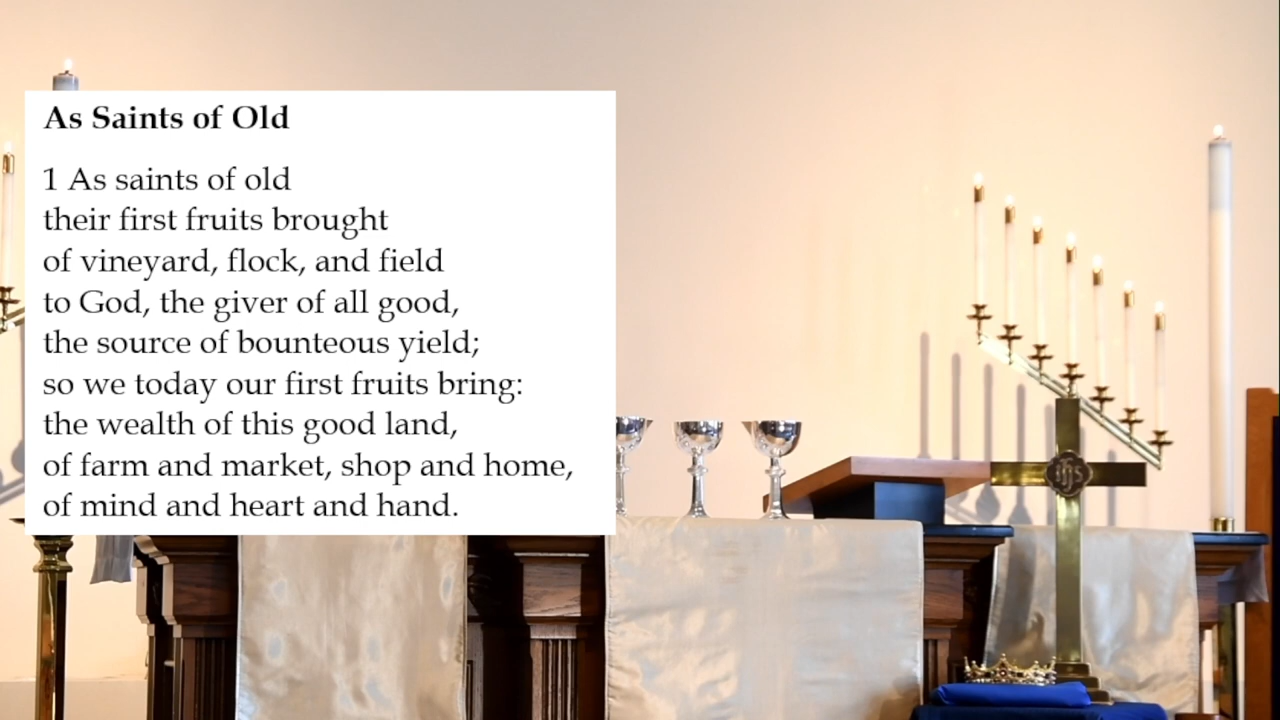 As Saints of Old
1 As saints of old
their first fruits brought
of vineyard, flock, and field
to God, the giver of all good,
the source of bounteous yield;
so we today our first fruits bring:
the wealth of this good land,
of farm and market, shop and home,
of mind and heart and hand.
IHS